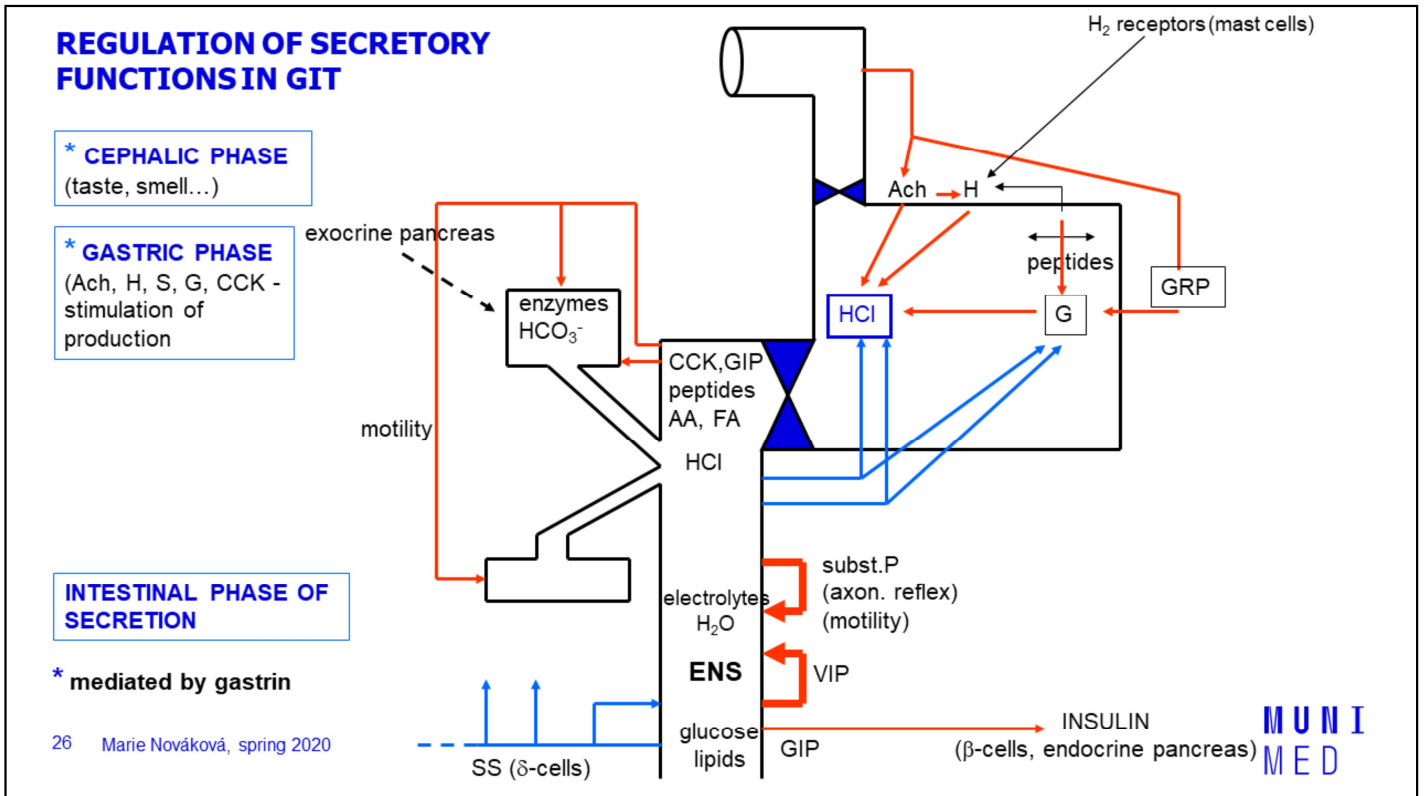 REGULATION OF SECRETORY
FUNCTIONS IN GIT
* CEPHALIC PHASE
(taste, smell…)
* GASTRIC PHASE
(Ach, H, S, G, CCK -
stimulation of
production
INTESTINAL PHASE OF
SECRETION
* mediated by gastrin
26 Marie Nováková, spring 2020
exocrine pancreas
enzymes
HCO₃⁻
motility
CCK,GIP
peptides
AA, FA
HCl
electrolytes
H₂O
ENS
glucose
lipids
SS (δ-cells)
H₂ receptors (mast cells)
Ach
H
peptides
GRP
HCl
G
subst.P
(axon. reflex)
(motility)
VIP
GIP
INSULIN
(β-cells, endocrine pancreas)
MUNI
MED